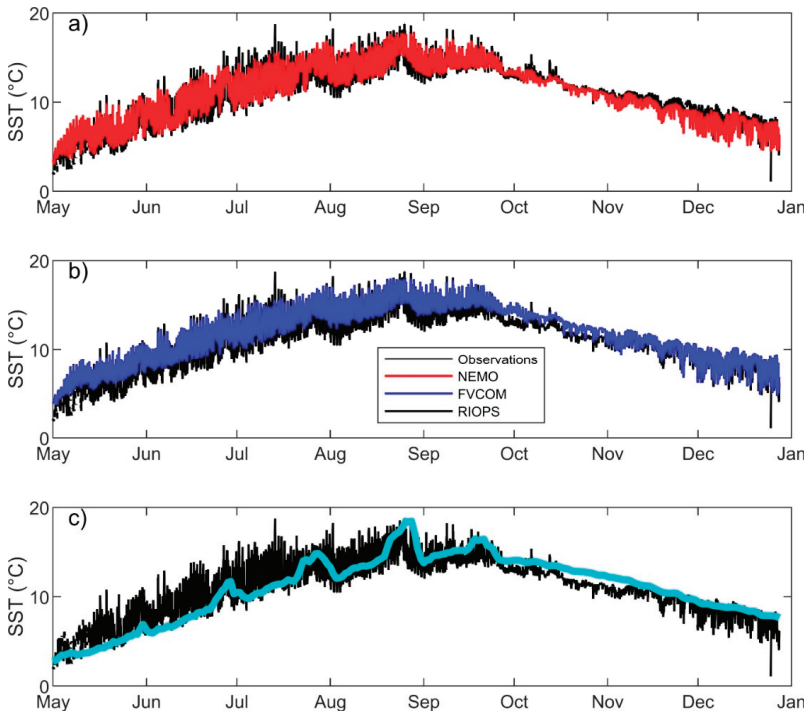 a)
SST (°C)
20
10
0
May Jun Jul Aug Sep Oct Nov Dec Jan
b)
SST (°C)
20
10
0
Observations
NEMO
FVCOM
RIOPS
May Jun Jul Aug Sep Oct Nov Dec Jan
c)
SST (°C)
20
10
0
May Jun Jul Aug Sep Oct Nov Dec Jan